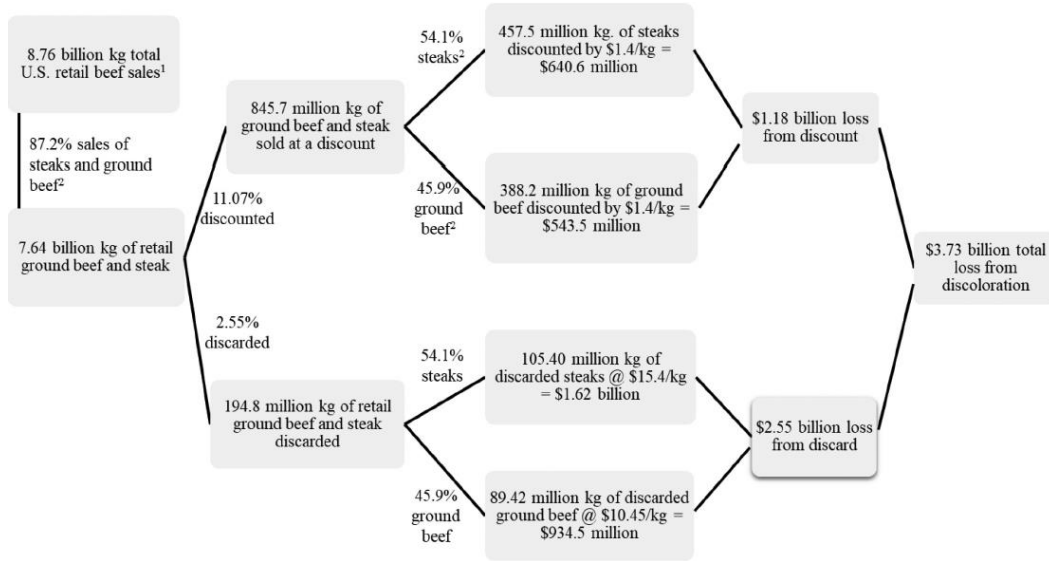 8.76 billion kg total
U.S. retail beef sales¹
87.2% sales of
steaks and ground
beef²
7.64 billion kg of retail
ground beef and steak
11.07%
discounted
2.55%
discarded
845.7 million kg of
ground beef and steak
sold at a discount
194.8 million kg of retail
ground beef and steak
discarded
54.1%
steaks²
45.9%
ground
beef²
54.1%
steaks
45.9%
ground
beef
457.5 million kg. of steaks
discounted by $1.4/kg =
$640.6 million
388.2 million kg of ground
beef discounted by $1.4/kg =
$543.5 million
105.40 million kg of
discarded steaks @ $15.4/kg
= $1.62 billion
89.42 million kg of discarded
ground beef @ $10.45/kg =
$934.5 million
$1.18 billion loss
from discount
$2.55 billion loss
from discard
$3.73 billion total
loss from
discoloration